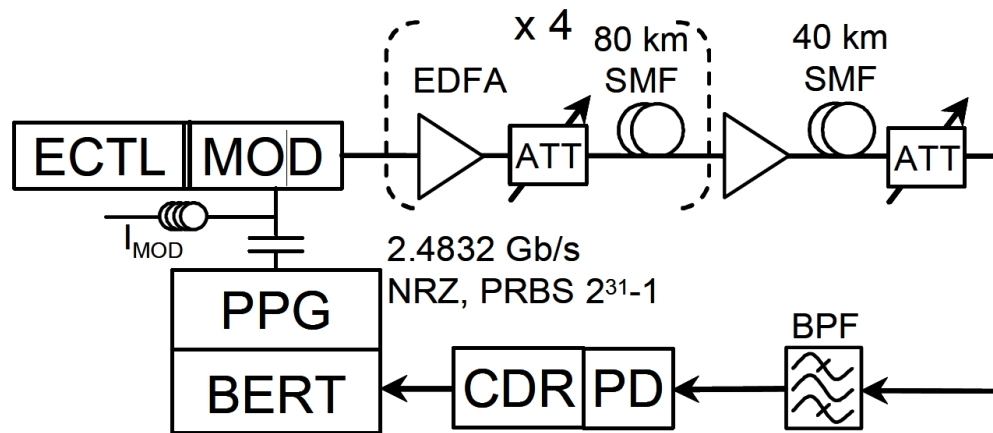 x 4
80 km
SMF
40 km
SMF
EDFA
ECTL
MOD
ATT
ATT
I_MOD
2.4832 Gb/s
NRZ, PRBS 2³¹-1
PPG
BERT
CDR
PD
BPF